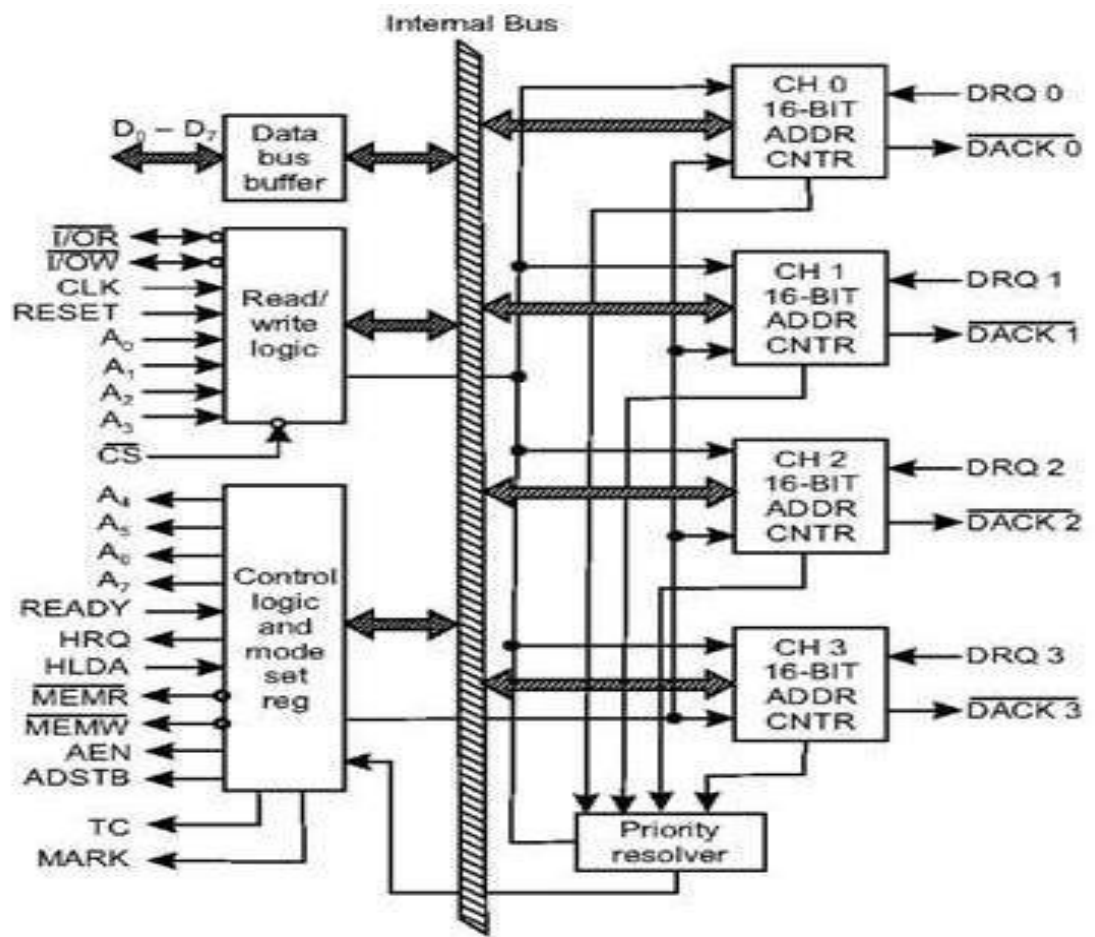 Internal Bus
D₀ – D₇
Data
bus
buffer
I/OR
I/OW
CLK
RESET
A₀
A₁
A₂
A₃
CS
Read/
write
logic
A₄
A₅
A₆
A₇
READY
HRQ
HLDA
MEMR
MEMW
AEN
ADSTB
TC
MARK
Control
logic
and
mode
set
reg
CH 0
16-BIT
ADDR
CNTR
DRQ 0
DACK 0
CH 1
16-BIT
ADDR
CNTR
DRQ 1
DACK 1
CH 2
16-BIT
ADDR
CNTR
DRQ 2
DACK 2
CH 3
16-BIT
ADDR
CNTR
DRQ 3
DACK 3
Priority
resolver